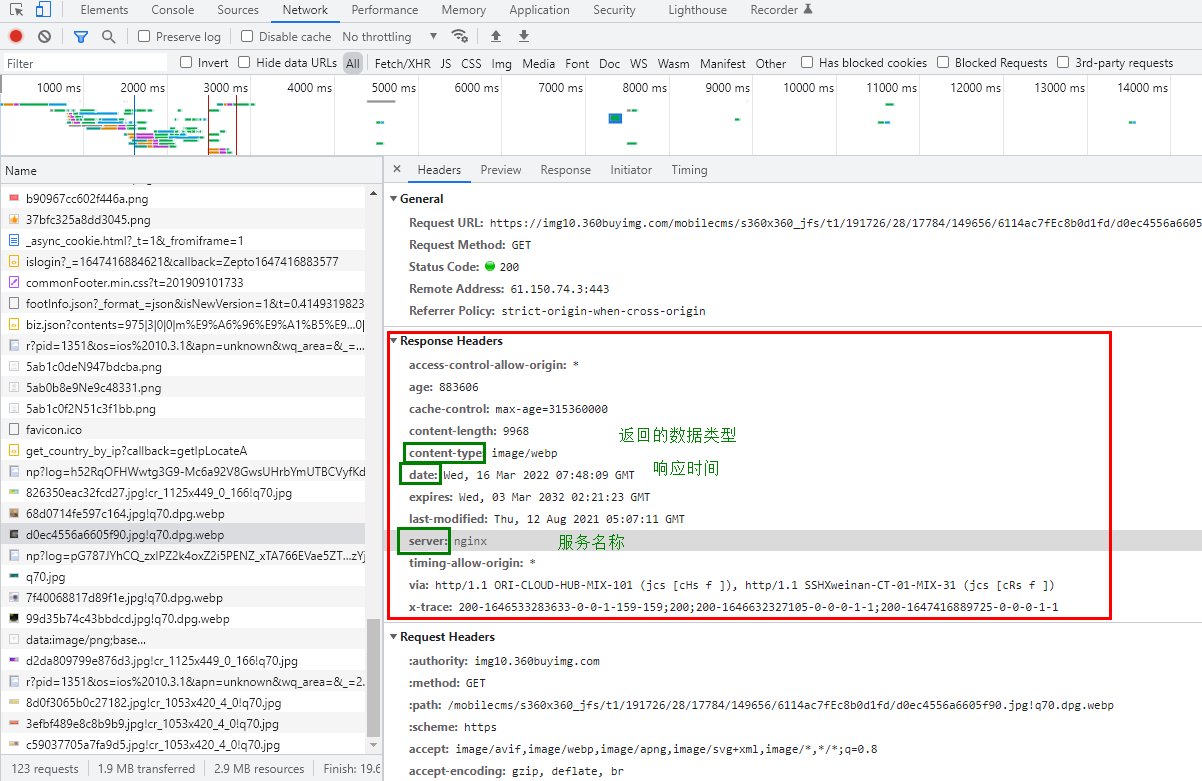 Elements Console Sources Network Performance Memory Application Security Lighthouse Recorder
Preserve log Disable cache No throttling
Filter Invert Hide data URLs All Fetch/XHR JS CSS Img Media Font Doc WS Wasm Manifest Other Has blocked cookies Blocked Requests 3rd-party requests
1000 ms 2000 ms 3000 ms 4000 ms 5000 ms 6000 ms 7000 ms 8000 ms 9000 ms 10000 ms 11000 ms 12000 ms 13000 ms 14000 ms
Name
b90967cc602f446a.png
37bfc325a8dd3045.png
_async_cookie.html?_t=1&_fromiframe=1
islogin?_=1647416884621&callback=Zepto1647416883577
commonFooter.min.css?t=201909101733
footInfo.json?_format_=json&isNewVersion=1&t=0.4149319823
biz.json?contents=975|3|0|0|m%E9%A6%96%E9%A1%B5%E9...0|
r?pid=1351&os=ios%2010.3.1&apn=unknown&wq_area=&_=...
5ab1c0deN947bdcba.png
5ab0b8e9Ne9c48331.png
5ab1c0f2N51c3f1bb.png
favicon.ico
get_country_by_ip?callback=getIpLocateA
np?log=h52RqOFHWwtg3G9-Mc6a92V8GwsUHrbYmUTBCVyfKd
826350eac32fcd27.jpg!cr_1125x449_0_166!q70.jpg
68d0714fe597c164.jpg!q70.dpg.webp
d0ec4556a6605f90.jpg!q70.dpg.webp
np?log=pG787JYhCQ_zxIPZ2k4oxZ2i5PENZ_xTA766EVae5ZT...zYj
q70.jpg
7f40068817d89f1e.jpg!q70.dpg.webp
99d35b74c43bbdcd.jpg!q70.dpg.webp
data:image/png;base...
d2da809799e876d3.jpg!cr_1125x449_0_166!q70.jpg
r?pid=1351&os=ios%2010.3.1&apn=unknown&wq_area=&_=2.
8d0f3065b0c27182.jpg!cr_1053x420_4_0!q70.jpg
3efbf489e8c8b9b9.jpg!cr_1053x420_4_0!q70.jpg
c59037705a7fa9d5.jpg!cr_1053x420_4_0!q70.jpg
123 requests 1.9 MB transferred 2.9 MB resources Finish: 19.6
× Headers Preview Response Initiator Timing
General
Request URL: https://img10.360buyimg.com/mobilecms/s360x360_jfs/t1/191726/28/17784/149656/6114ac7fEc8b0d1fd/d0ec4556a6605
Request Method: GET
Status Code: 200
Remote Address: 61.150.74.3:443
Referrer Policy: strict-origin-when-cross-origin
Response Headers
access-control-allow-origin: *
age: 883606
cache-control: max-age=315360000
content-length: 9968
返回的数据类型
content-type: image/webp
响应时间
date: Wed, 16 Mar 2022 07:48:09 GMT
expires: Wed, 03 Mar 2032 02:21:23 GMT
last-modified: Thu, 12 Aug 2021 05:07:11 GMT
server: nginx 服务名称
timing-allow-origin: *
via: http/1.1 ORI-CLOUD-HUB-MIX-101 (jcs [cHs f ]), http/1.1 SSHXweinan-CT-01-MIX-31 (jcs [cRs f ])
x-trace: 200-1646533283633-0-0-1-159-159;200;200-1646632327105-0-0-0-1-1;200-1647416889725-0-0-0-1-1
Request Headers
:authority: img10.360buyimg.com
:method: GET
:path: /mobilecms/s360x360_jfs/t1/191726/28/17784/149656/6114ac7fEc8b0d1fd/d0ec4556a6605f90.jpg!q70.dpg.webp
:scheme: https
accept: image/avif,image/webp,image/apng,image/svg+xml,image/*,*/*;q=0.8
accept-encoding: gzip, deflate, br